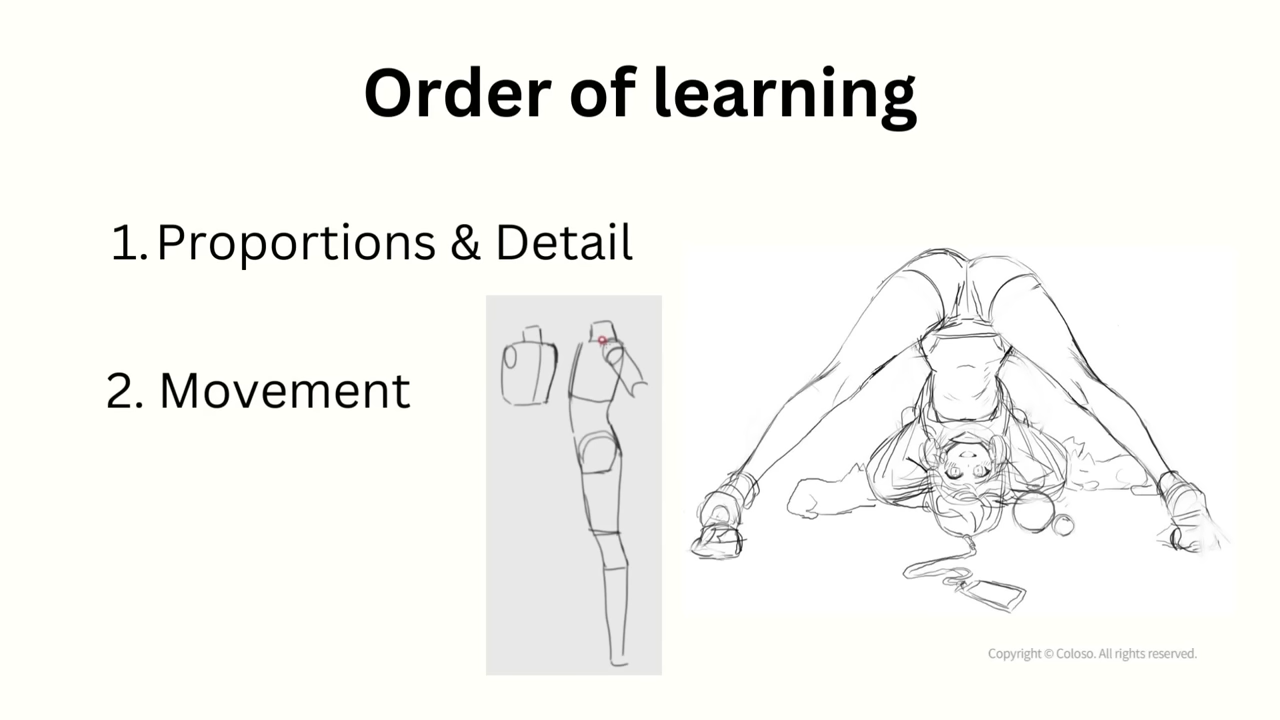 Order of learning
1. Proportions & Detail
2. Movement
Copyright © Coloso. All rights reserved.